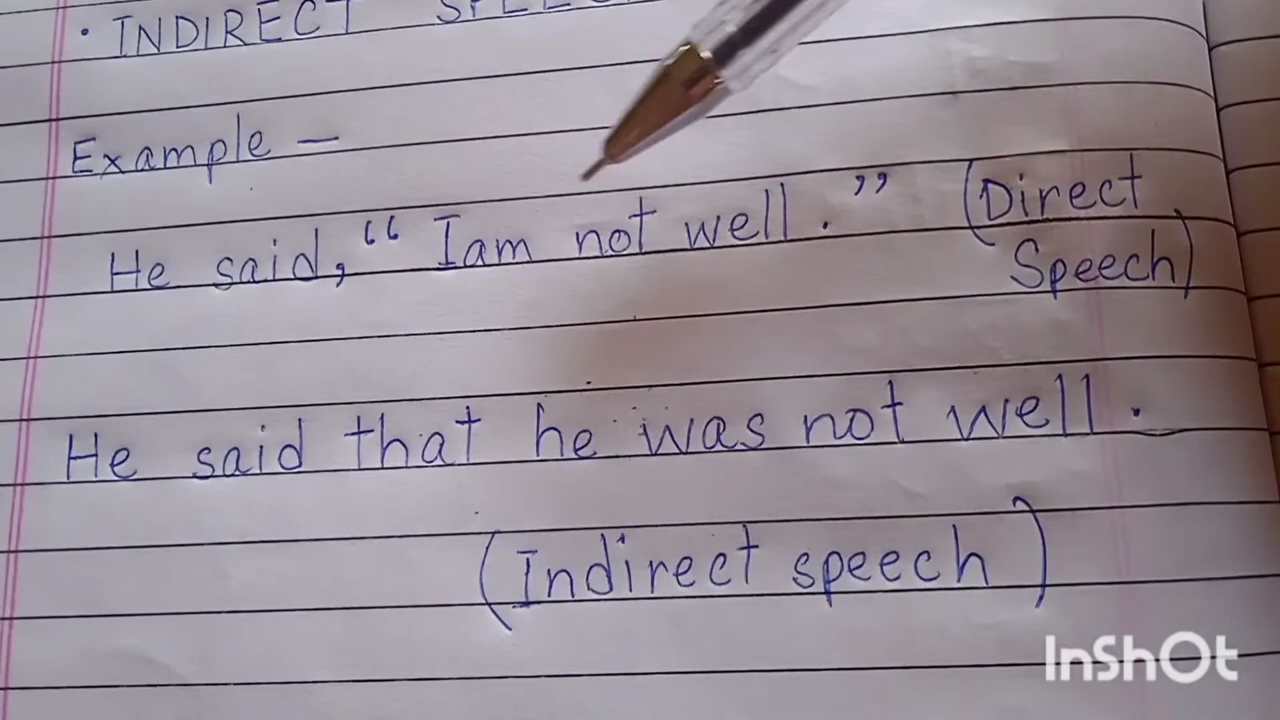 · INDIRECT SPEEC
Example –
He said, “ Iam not well . ” (Direct
Speech)
He said that he was not well .
(Indirect speech)
InShOt